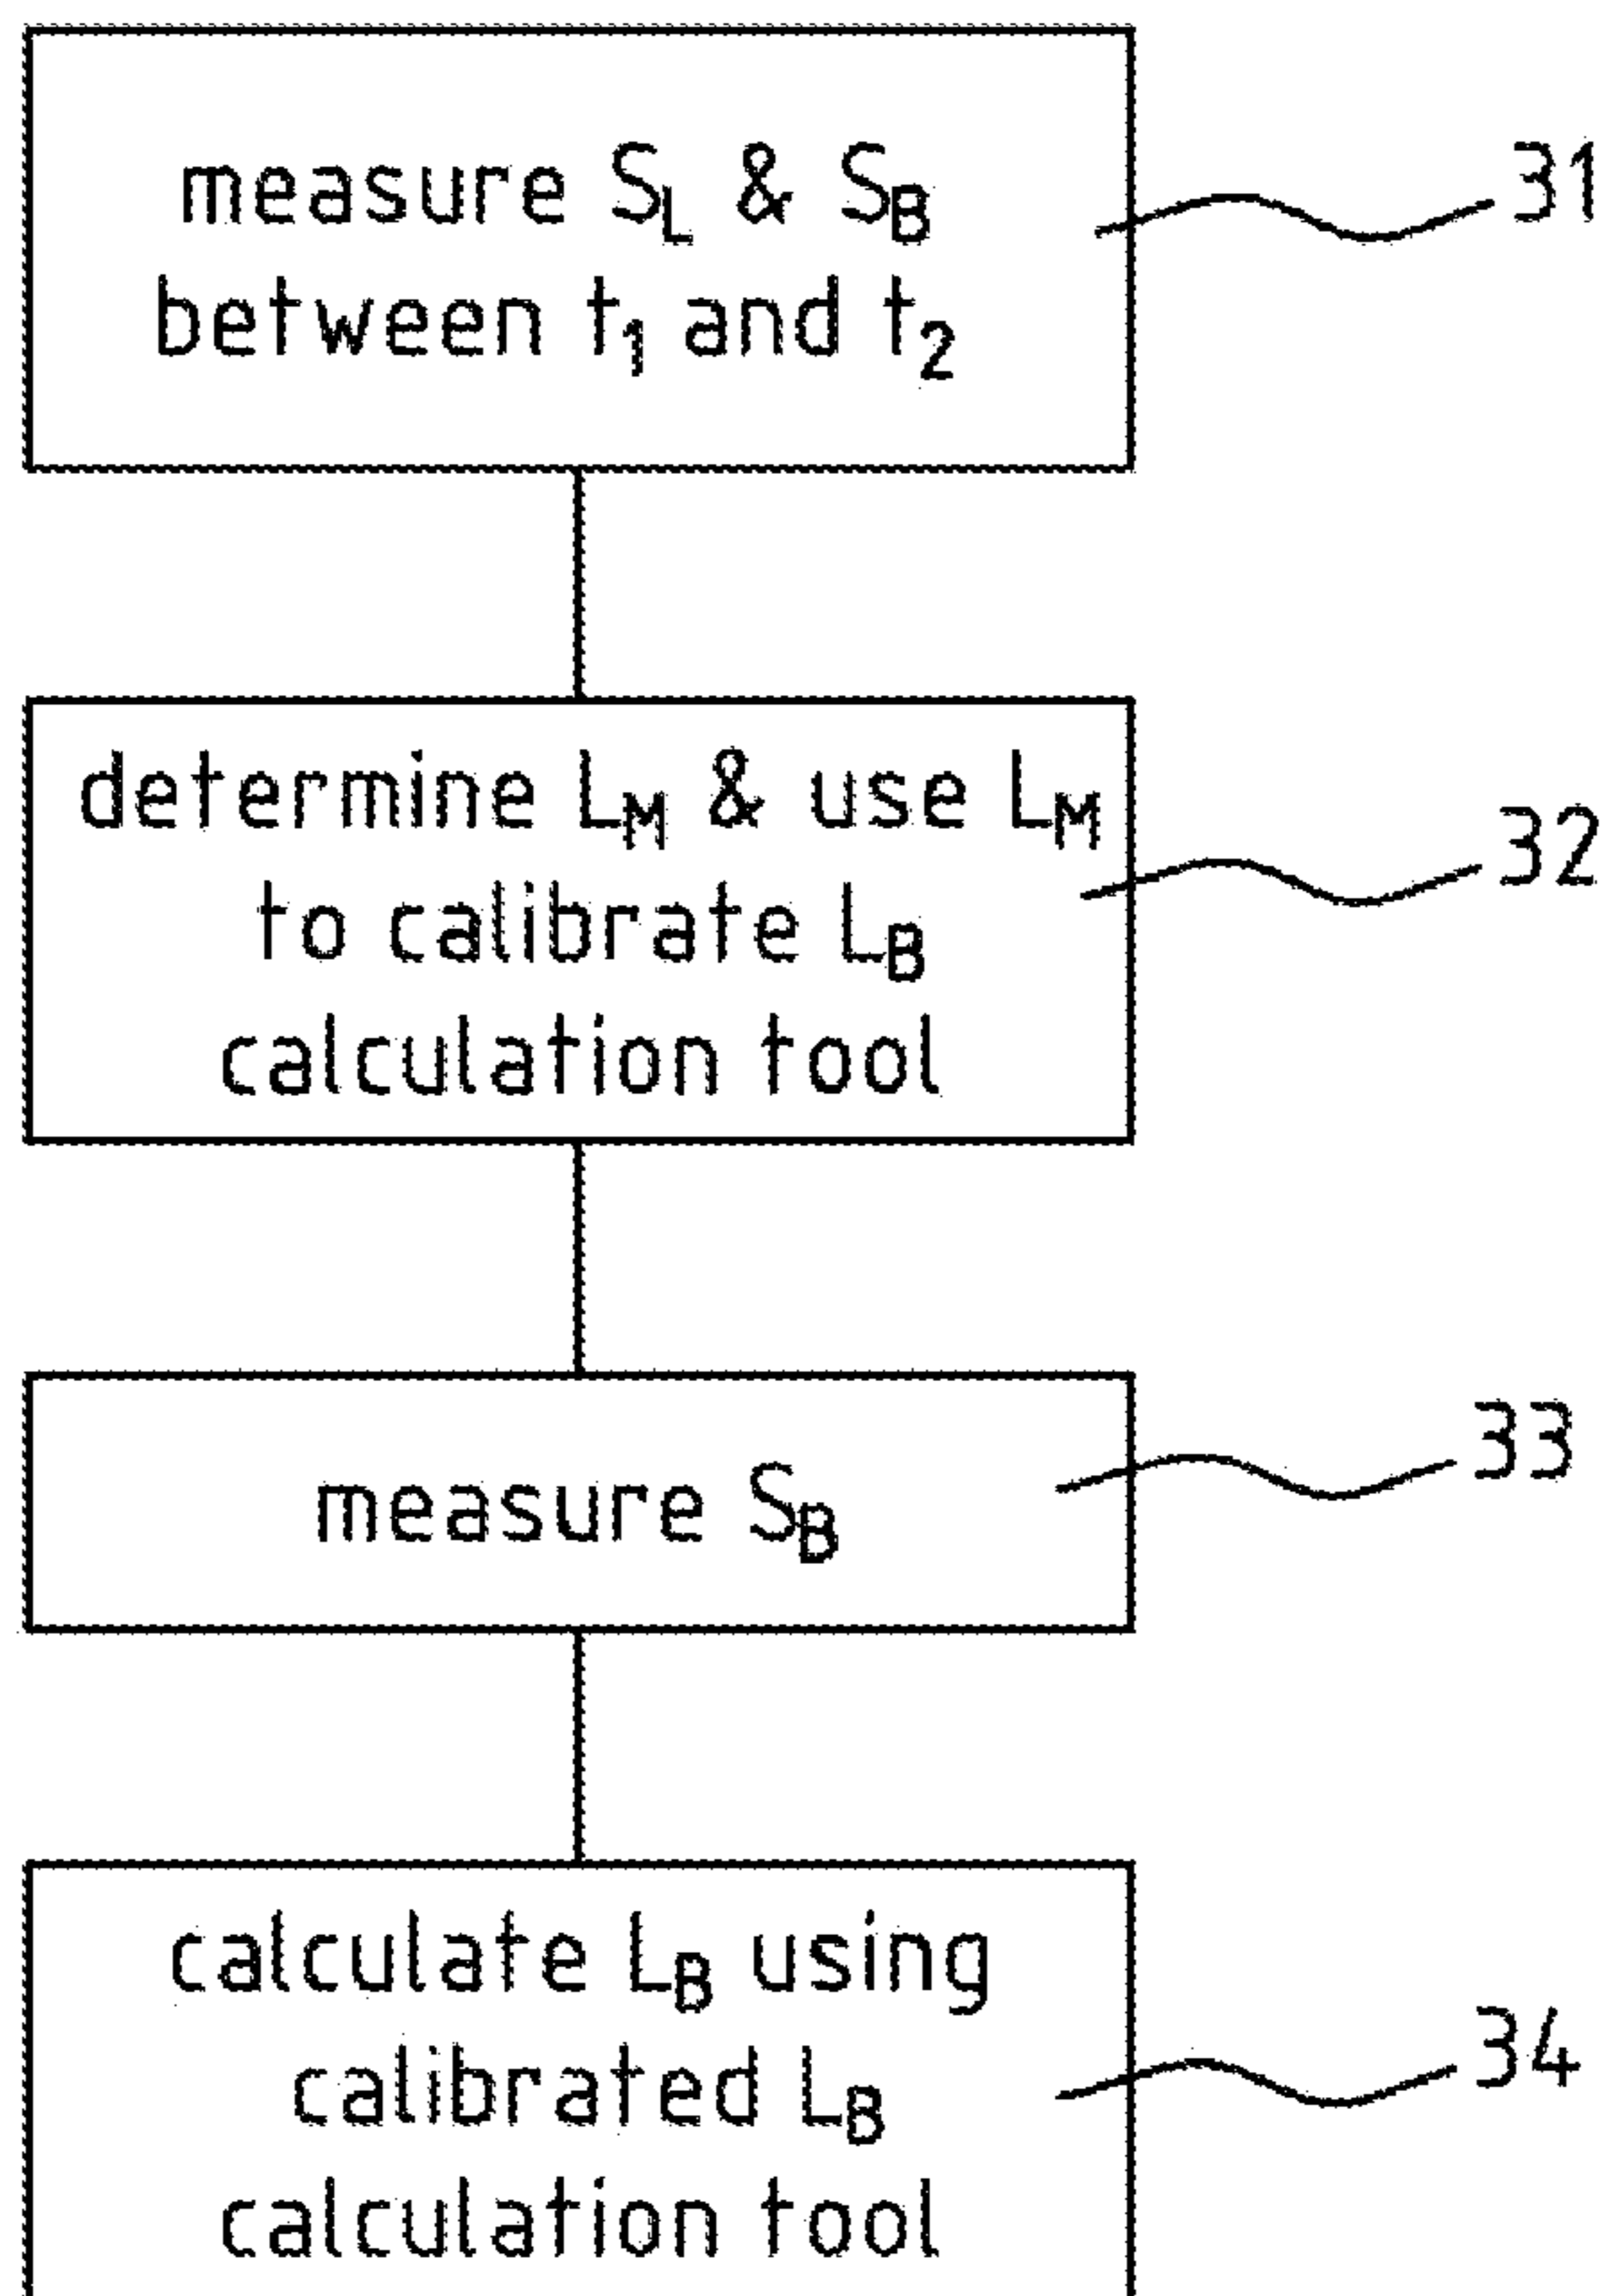 measure S_L & S_B
between t_1 and t_2
31
determine L_M & use L_M
to calibrate L_B
calculation tool
32
measure S_B
33
calculate L_B using
calibrated L_B
calculation tool
34